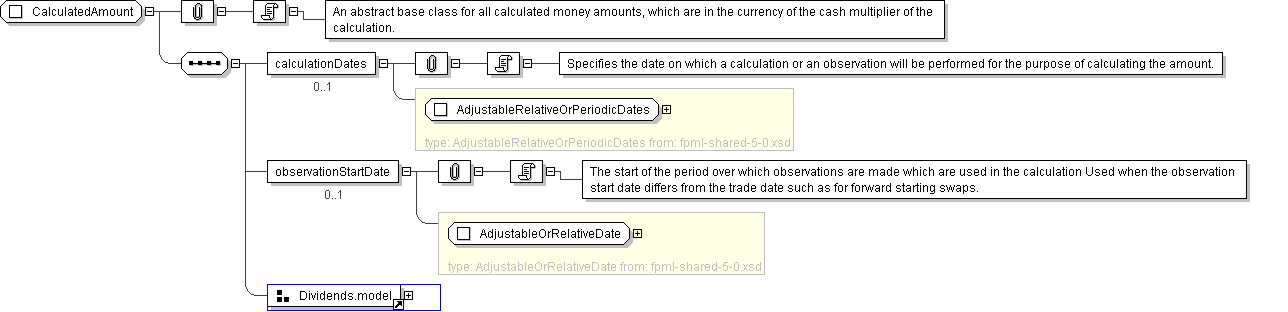 CalculatedAmount
An abstract base class for all calculated money amounts, which are in the currency of the cash multiplier of the
calculation.
calculationDates
0..1
Specifies the date on which a calculation or an observation will be performed for the purpose of calculating the amount.
AdjustableRelativeOrPeriodicDates
type: AdjustableRelativeOrPeriodicDates from: fpml-shared-5-0.xsd
observationStartDate
0..1
The start of the period over which observations are made which are used in the calculation Used when the observation
start date differs from the trade date such as for forward starting swaps.
AdjustableOrRelativeDate
type: AdjustableOrRelativeDate from: fpml-shared-5-0.xsd
Dividends.model